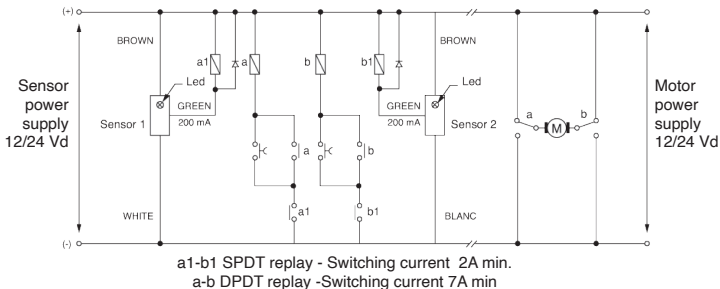 (+)
BROWN
BROWN
a1
a
b
b1
Led
Led
Sensor
power
supply
12/24 Vd
GREEN
200 mA
Sensor 1
GREEN
200 mA
Sensor 2
a
M
b
Motor
power
supply
12/24 Vd
a
b
a1
b1
WHITE
BLANC
(-)
a1-b1 SPDT replay - Switching current 2A min.
a-b DPDT replay -Switching current 7A min